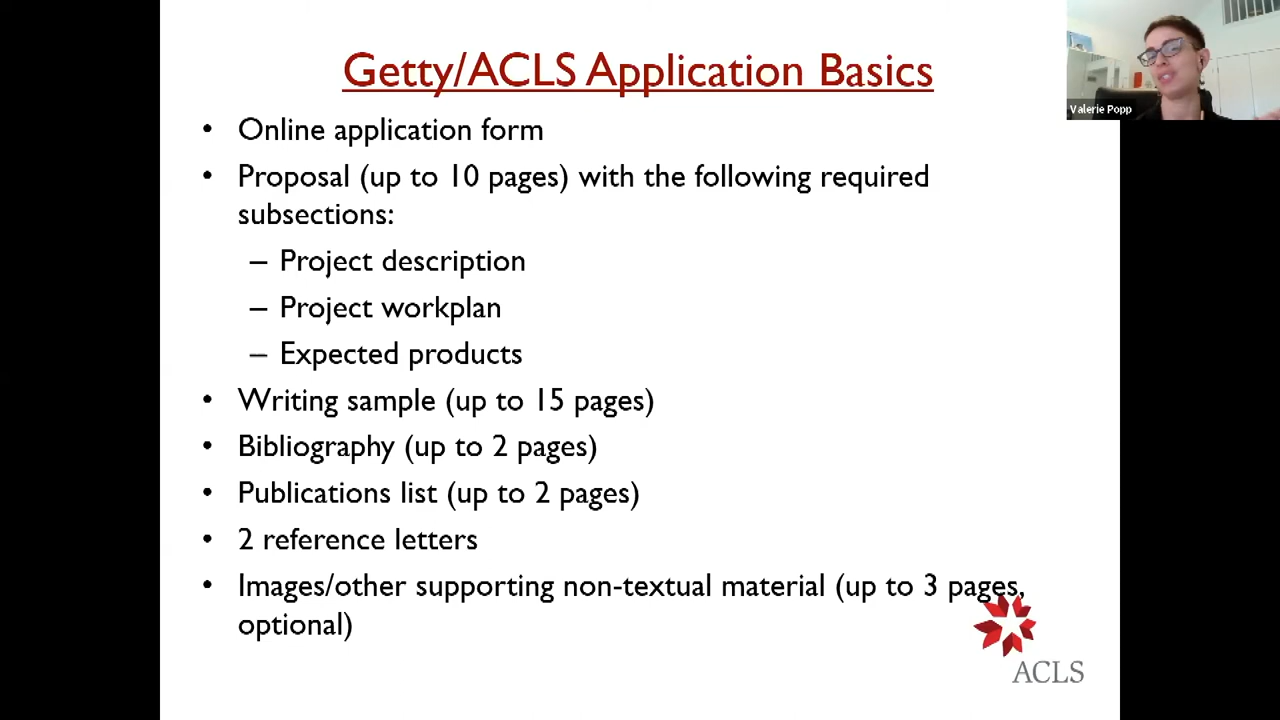 Getty/ACLS Application Basics
• Online application form
• Proposal (up to 10 pages) with the following required
subsections:
– Project description
– Project workplan
– Expected products
• Writing sample (up to 15 pages)
• Bibliography (up to 2 pages)
• Publications list (up to 2 pages)
• 2 reference letters
• Images/other supporting non-textual material (up to 3 pages,
optional)
ACLS
Valerie Popp